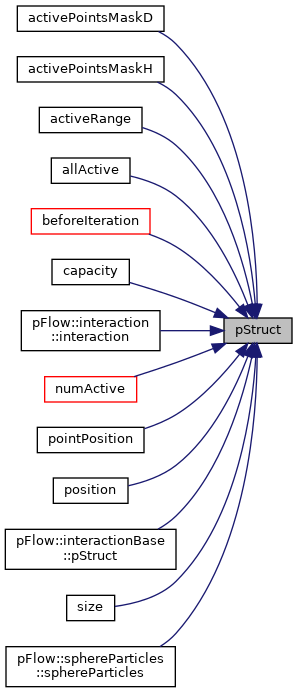 activePointsMaskD
activePointsMaskH
activeRange
allActive
beforeIteration
capacity
pFlow::interaction
::interaction
pStruct
numActive
pointPosition
position
pFlow::interactionBase
::pStruct
size
pFlow::sphereParticles
::sphereParticles